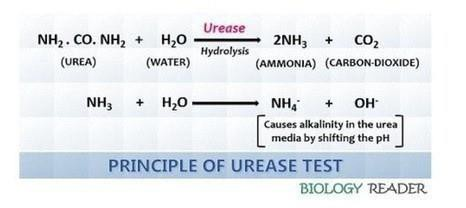 Urease
NH₂ . CO. NH₂ + H₂O 2NH₃ + CO₂
Hydrolysis
(UREA) (WATER) (AMMONIA) (CARBON-DIOXIDE)
NH₃ + H₂O NH₄⁻ + OH⁻
Causes alkalinity in the urea
media by shifting the pH
PRINCIPLE OF UREASE TEST
BIOLOGY READER